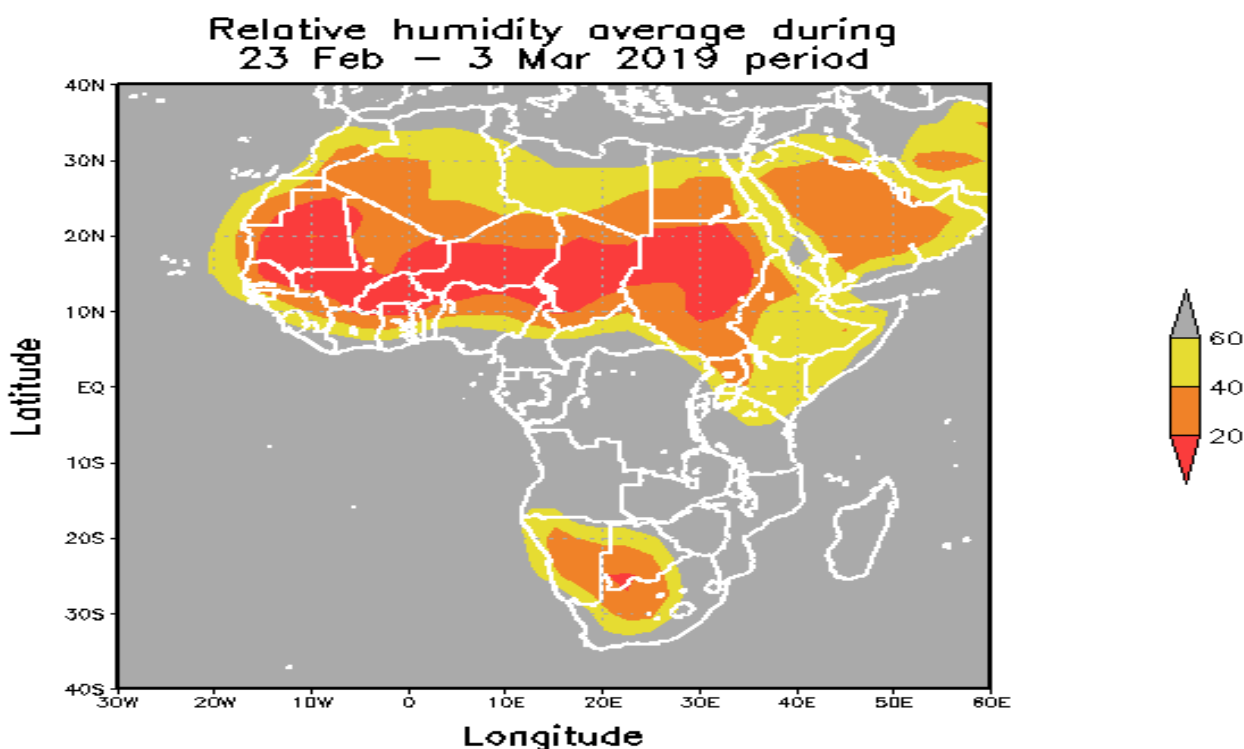 Relative humidity average during
23 Feb – 3 Mar 2019 period
40N
30N
20N
10N
EQ
10S
20S
30S
40S
Latitude
30W 20W 10W 0 10E 20E 30E 40E 50E 60E
Longitude
60
40
20